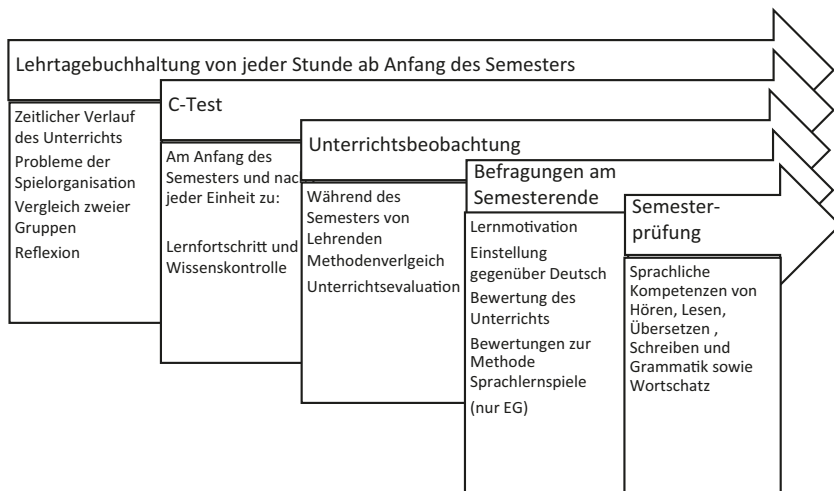 Lehrtagebuchhaltung von jeder Stunde ab Anfang des Semesters
Zeitlicher Verlauf
des Unterrichts
Probleme der
Spielorganisation
Vergleich zweier
Gruppen
Reflexion
C-Test
Am Anfang des
Semesters und nach
jeder Einheit zu:
Lernfortschritt und
Wissenskontrolle
Unterrichtsbeobachtung
Während des
Semesters von
Lehrenden
Methodenverlgeich
Unterrichtsevaluation
Befragungen am
Semesterende
Lernmotivation
Einstellung
gegenüber Deutsch
Bewertung des
Unterrichts
Bewertungen zur
Methode
Sprachlernspiele
(nur EG)
Semester-
prüfung
Sprachliche
Kompetenzen von
Hören, Lesen,
Übersetzen ,
Schreiben und
Grammatik sowie
Wortschatz